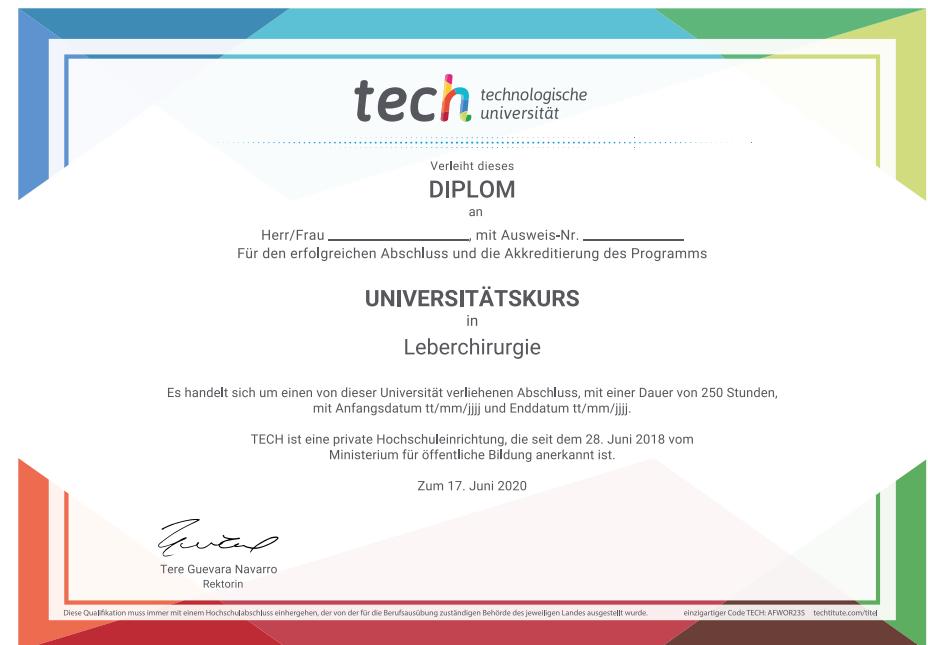 tech technologische
universität
Verleiht dieses
DIPLOM
an
Herr/Frau ____________________, mit Ausweis-Nr. ______________
Für den erfolgreichen Abschluss und die Akkreditierung des Programms
UNIVERSITÄTSKURS
in
Leberchirurgie
Es handelt sich um einen von dieser Universität verliehenen Abschluss, mit einer Dauer von 250 Stunden,
mit Anfangsdatum tt/mm/jjjj und Enddatum tt/mm/jjjj.
TECH ist eine private Hochschuleinrichtung, die seit dem 28. Juni 2018 vom
Ministerium für öffentliche Bildung anerkannt ist.
Zum 17. Juni 2020
Tere Guevara Navarro
Rektorin
Diese Qualifikation muss immer mit einem Hochschulabschluss einhergehen, der von der für die Berufsausübung zuständigen Behörde des jeweiligen Landes ausgestellt wurde. einzigartiger Code TECH: AFWOR23S techtitute.com/titel